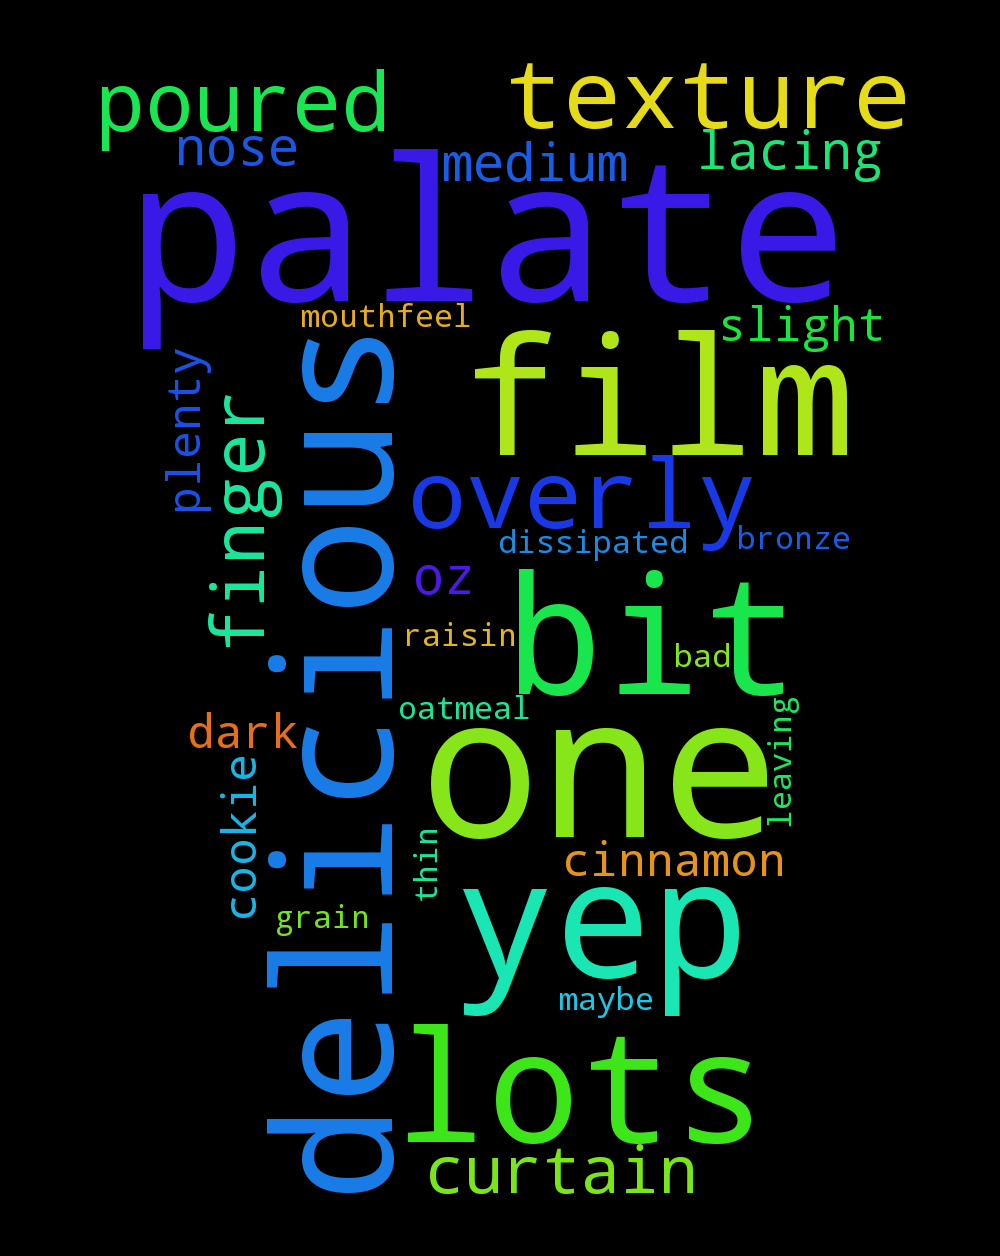 poured
texture
nose
medium
lacing
palate
mouthfeel
slight
film
delicious
plenty
finger
overly
dissipated
bronze
oz
bit
raisin
bad
oatmeal
leaving
dark
one
cookie
thin
cinnamon
grain
yep
maybe
lots
curtain